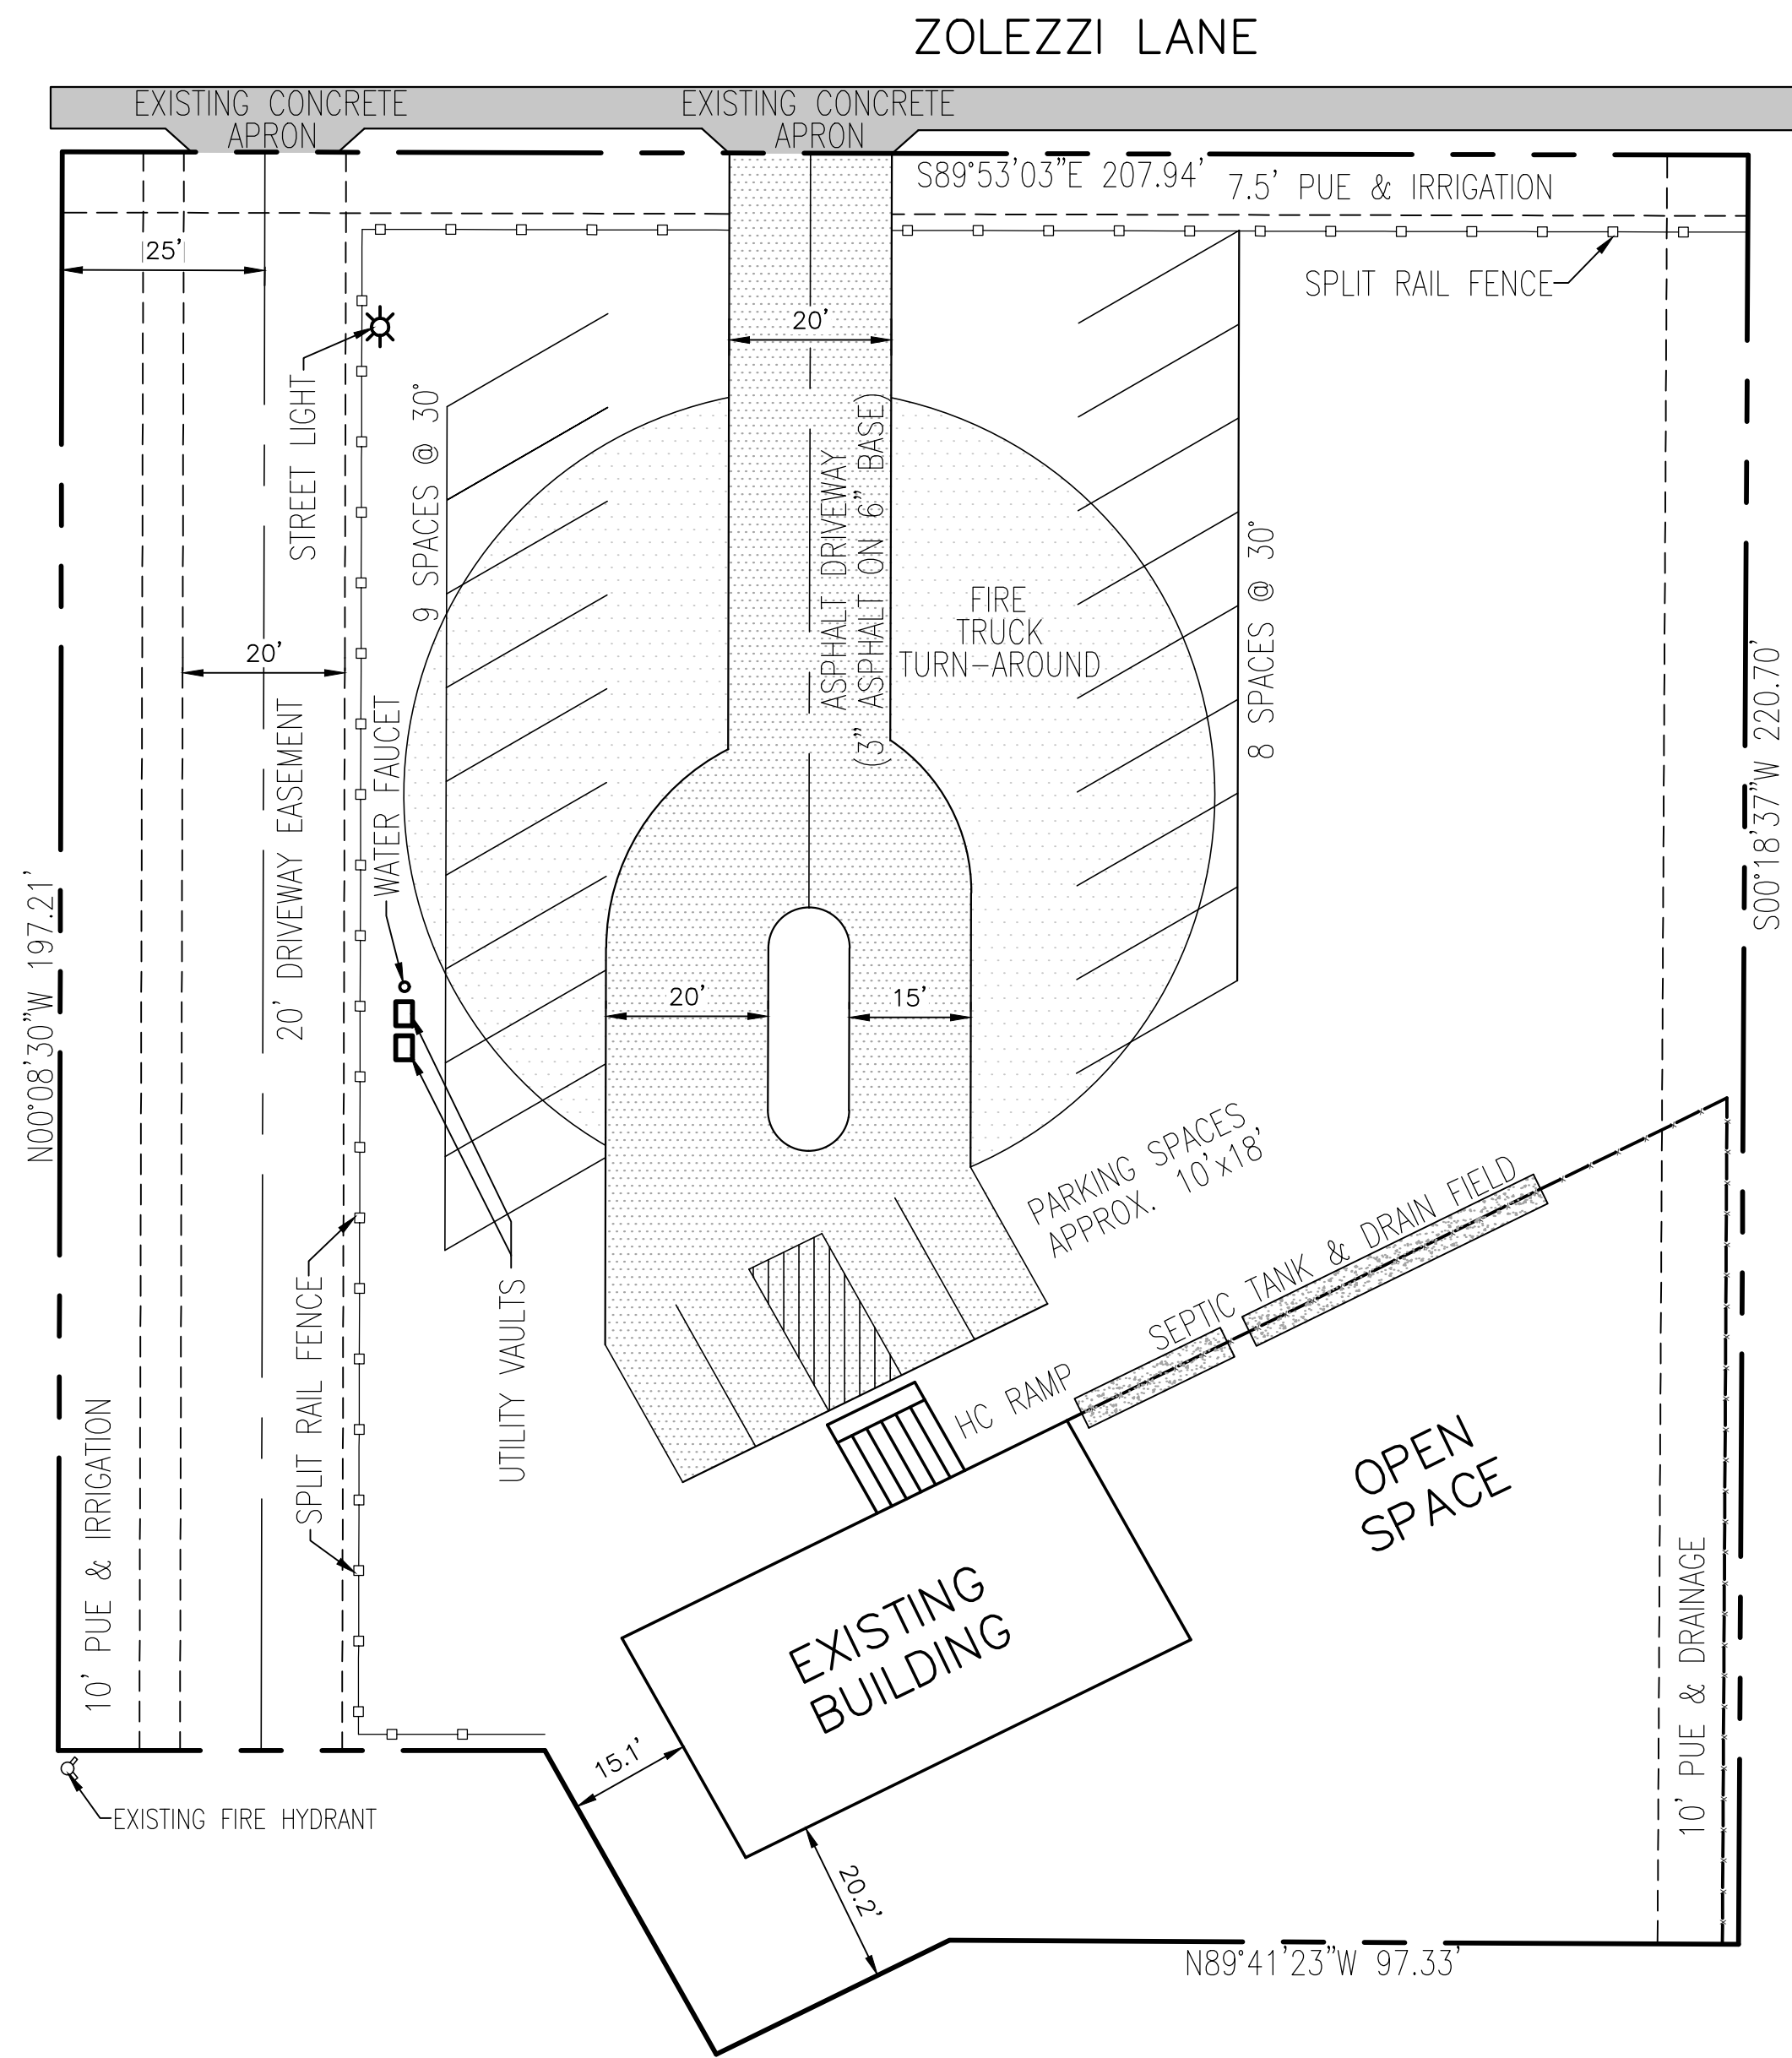 ZOLEZZI LANE
EXISTING CONCRETE
APRON
EXISTING CONCRETE
APRON
S89°53'03"E 207.94'
7.5' PUE & IRRIGATION
25'
SPLIT RAIL FENCE
20'
STREET LIGHT
9 SPACES @ 30°
ASPHALT DRIVEWAY
(3" ASPHALT ON 6" BASE)
FIRE
TRUCK
TURN-AROUND
8 SPACES @ 30°
20'
20' DRIVEWAY EASEMENT
WATER FAUCET
S00°18'37"W 220.70'
N00°08'30"W 197.21'
20'
15'
PARKING SPACES
APPROX. 10'x18'
SPLIT RAIL FENCE
UTILITY VAULTS
SEPTIC TANK & DRAIN FIELD
HC RAMP
10' PUE & IRRIGATION
OPEN
SPACE
EXISTING
BUILDING
10' PUE & DRAINAGE
15.1'
EXISTING FIRE HYDRANT
20.2'
N89°41'23"W 97.33'